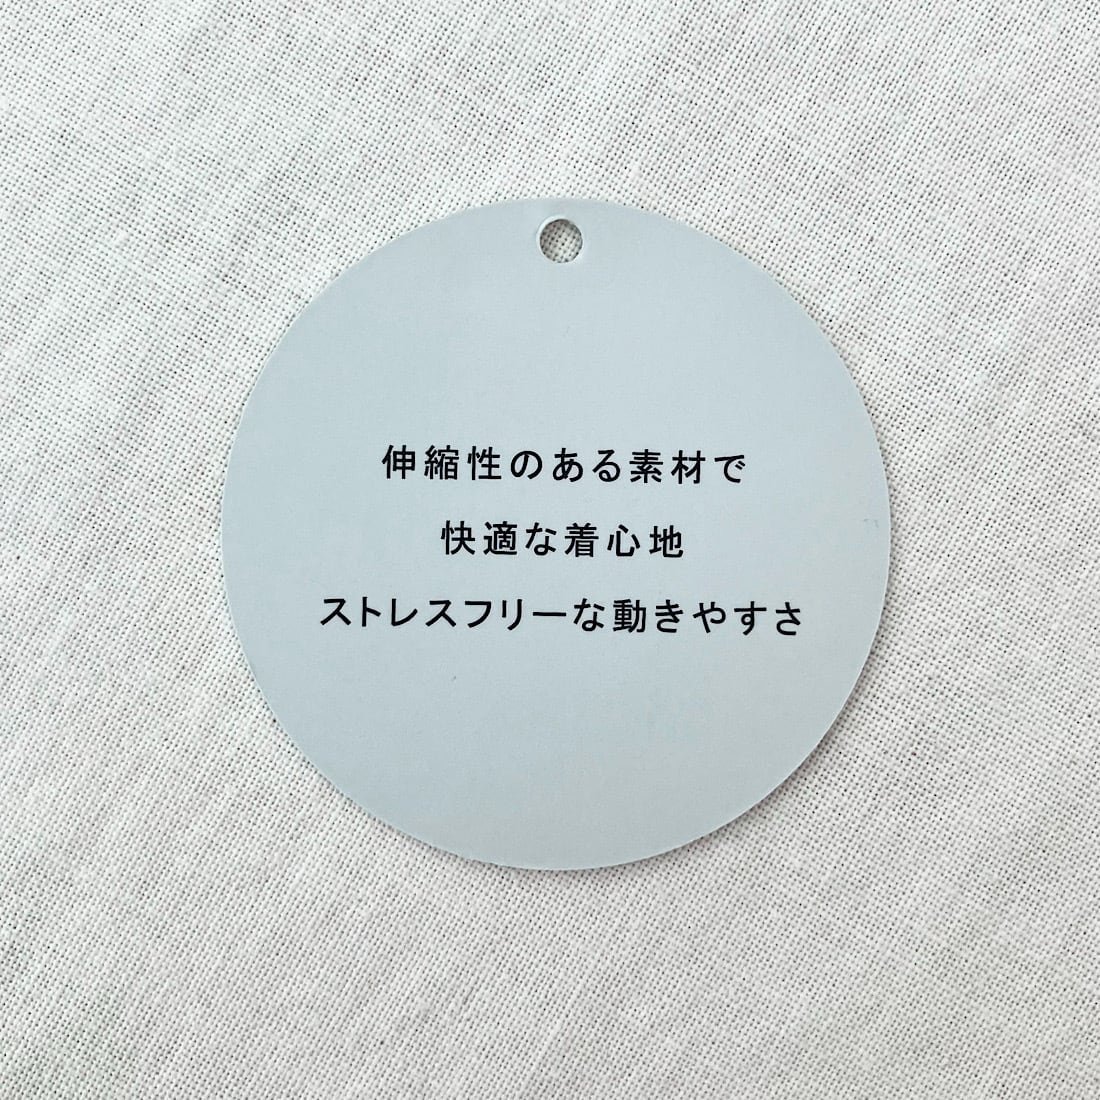 伸縮性のある素材で
快適な着心地
ストレスフリーな動きやすさ